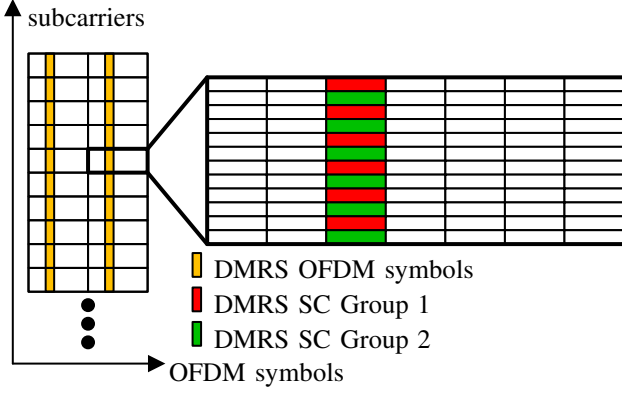 subcarriers
DMRS OFDM symbols
DMRS SC Group 1
DMRS SC Group 2
OFDM symbols